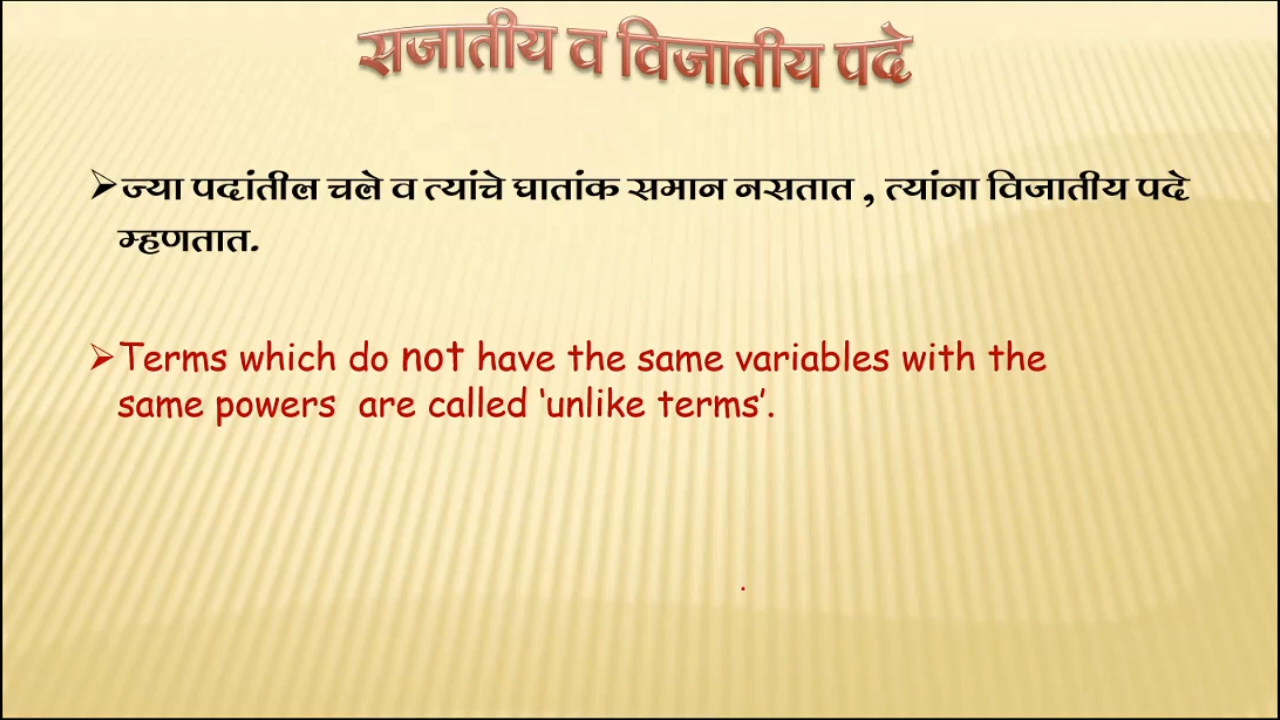 सजातीय व विजातीय पदे
➢ज्या पदांतील चले व त्यांचे घातांक समान नसतात , त्यांना विजातीय पदे
म्हणतात.
➢Terms which do not have the same variables with the
same powers  are called ‘unlike terms’.
.